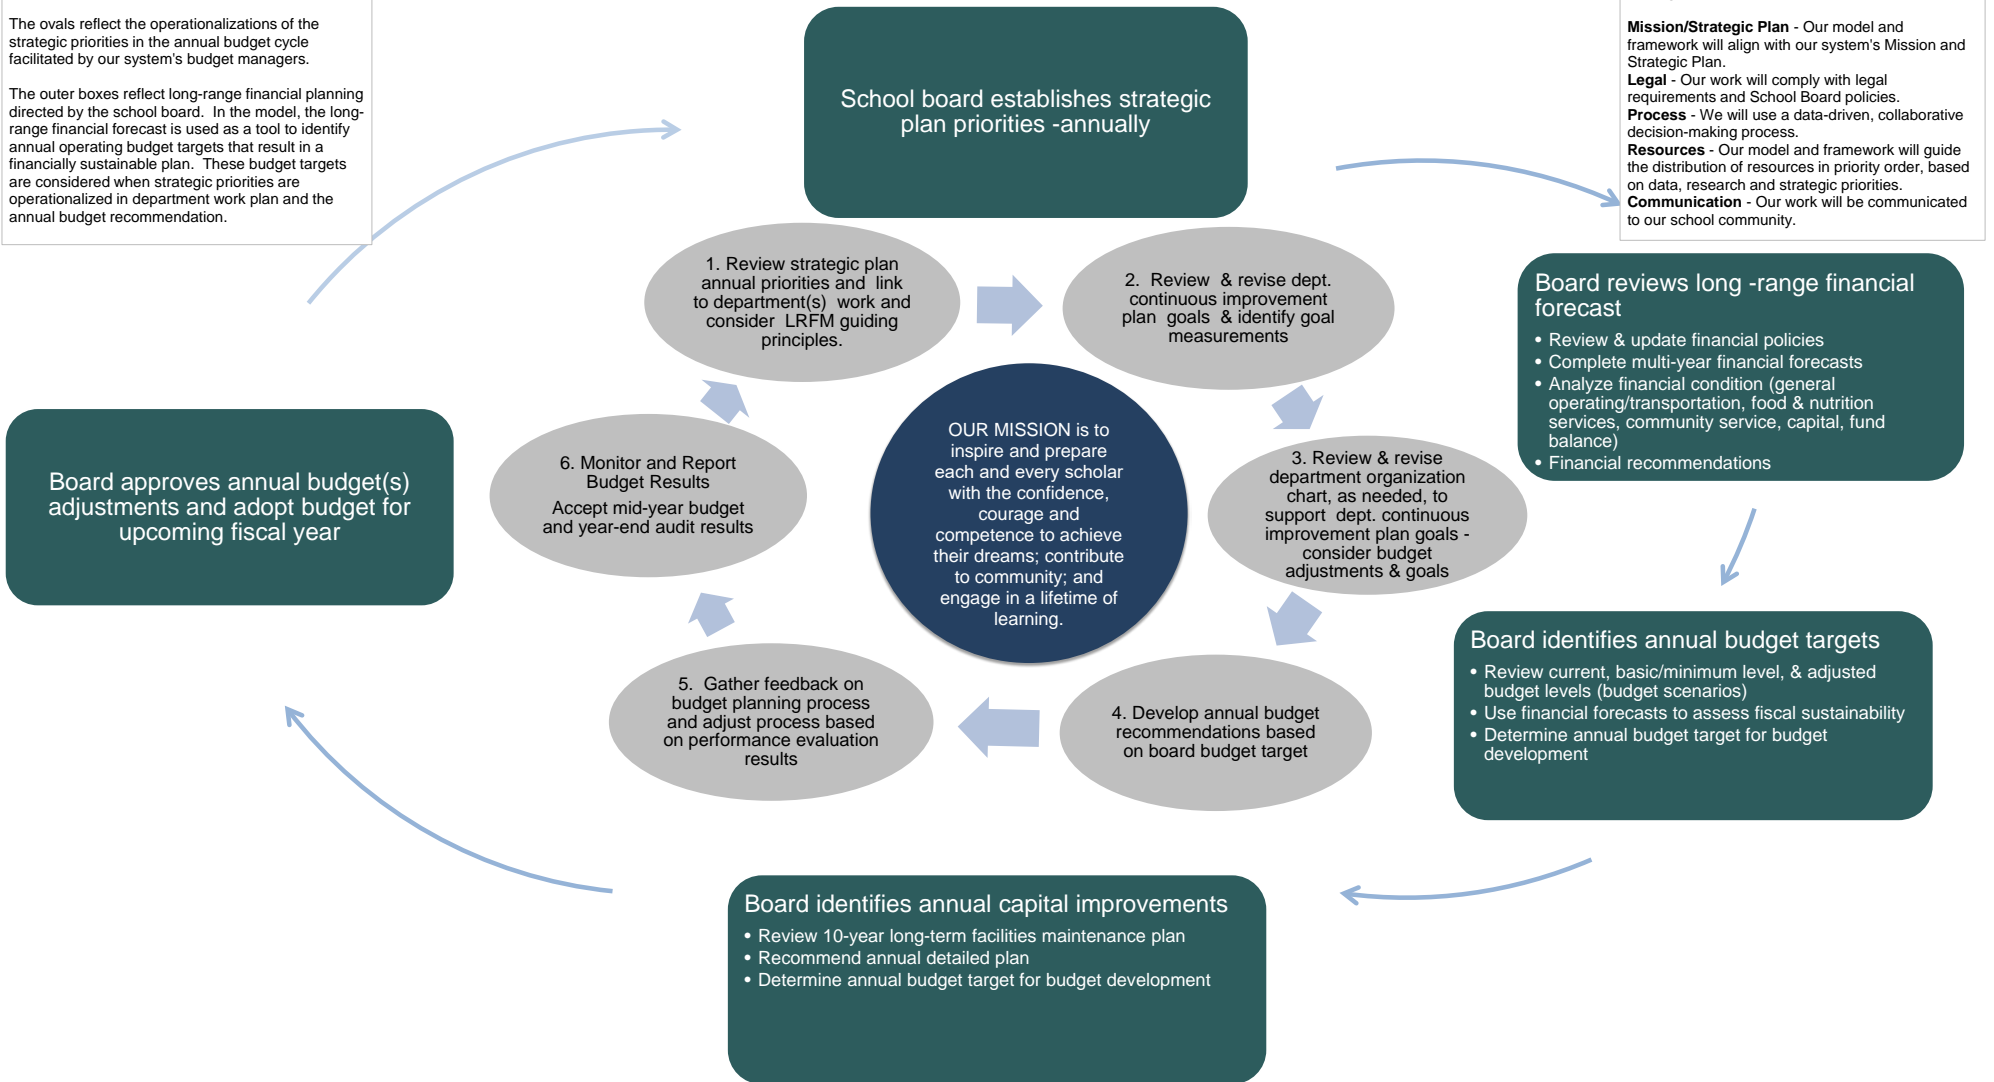 The ovals reflect the operationalizations of the
strategic priorities in the annual budget cycle
facilitated by our system's budget managers.
The outer boxes reflect long-range financial planning
directed by the school board.  In the model, the long-
range financial forecast is used as a tool to identify
annual operating budget targets that result in a
financially sustainable plan.  These budget targets
are considered when strategic priorities are
operationalized in department work plan and the
annual budget recommendation.
School board establishes strategic
plan priorities -annually
Mission/Strategic Plan - Our model and
framework will align with our system's Mission and
Strategic Plan.
Legal - Our work will comply with legal
requirements and School Board policies.
Process - We will use a data-driven, collaborative
decision-making process.
Resources - Our model and framework will guide
the distribution of resources in priority order, based
on data, research and strategic priorities.
Communication - Our work will be communicated
to our school community.
1. Review strategic plan
annual priorities and  link
to department(s)  work and
consider  LRFM guiding
principles.
2.  Review  & revise dept.
continuous improvement
plan  goals  & identify goal
measurements
Board reviews long -range financial
forecast
• Review & update financial policies
• Complete multi-year financial forecasts
• Analyze financial condition (general
operating/transportation, food & nutrition
services, community service, capital, fund
balance)
• Financial recommendations
Board approves annual budget(s)
adjustments and adopt budget for
upcoming fiscal year
6. Monitor and Report
Budget Results
Accept mid-year budget
and year-end audit results
OUR MISSION is to
inspire and prepare
each and every scholar
with the confidence,
courage and
competence to achieve
their dreams; contribute
to community; and
engage in a lifetime of
learning.
3. Review & revise
department organization
chart, as needed, to
support  dept. continuous
improvement plan goals -
consider budget
adjustments & goals
5.  Gather feedback on
budget planning process
and adjust process based
on performance evaluation
results
4. Develop annual budget
recommendations based
on board budget target
Board identifies annual budget targets
• Review current, basic/minimum level, & adjusted
budget levels (budget scenarios)
• Use financial forecasts to assess fiscal sustainability
• Determine annual budget target for budget
development
Board identifies annual capital improvements
• Review 10-year long-term facilities maintenance plan
• Recommend annual detailed plan
• Determine annual budget target for budget development